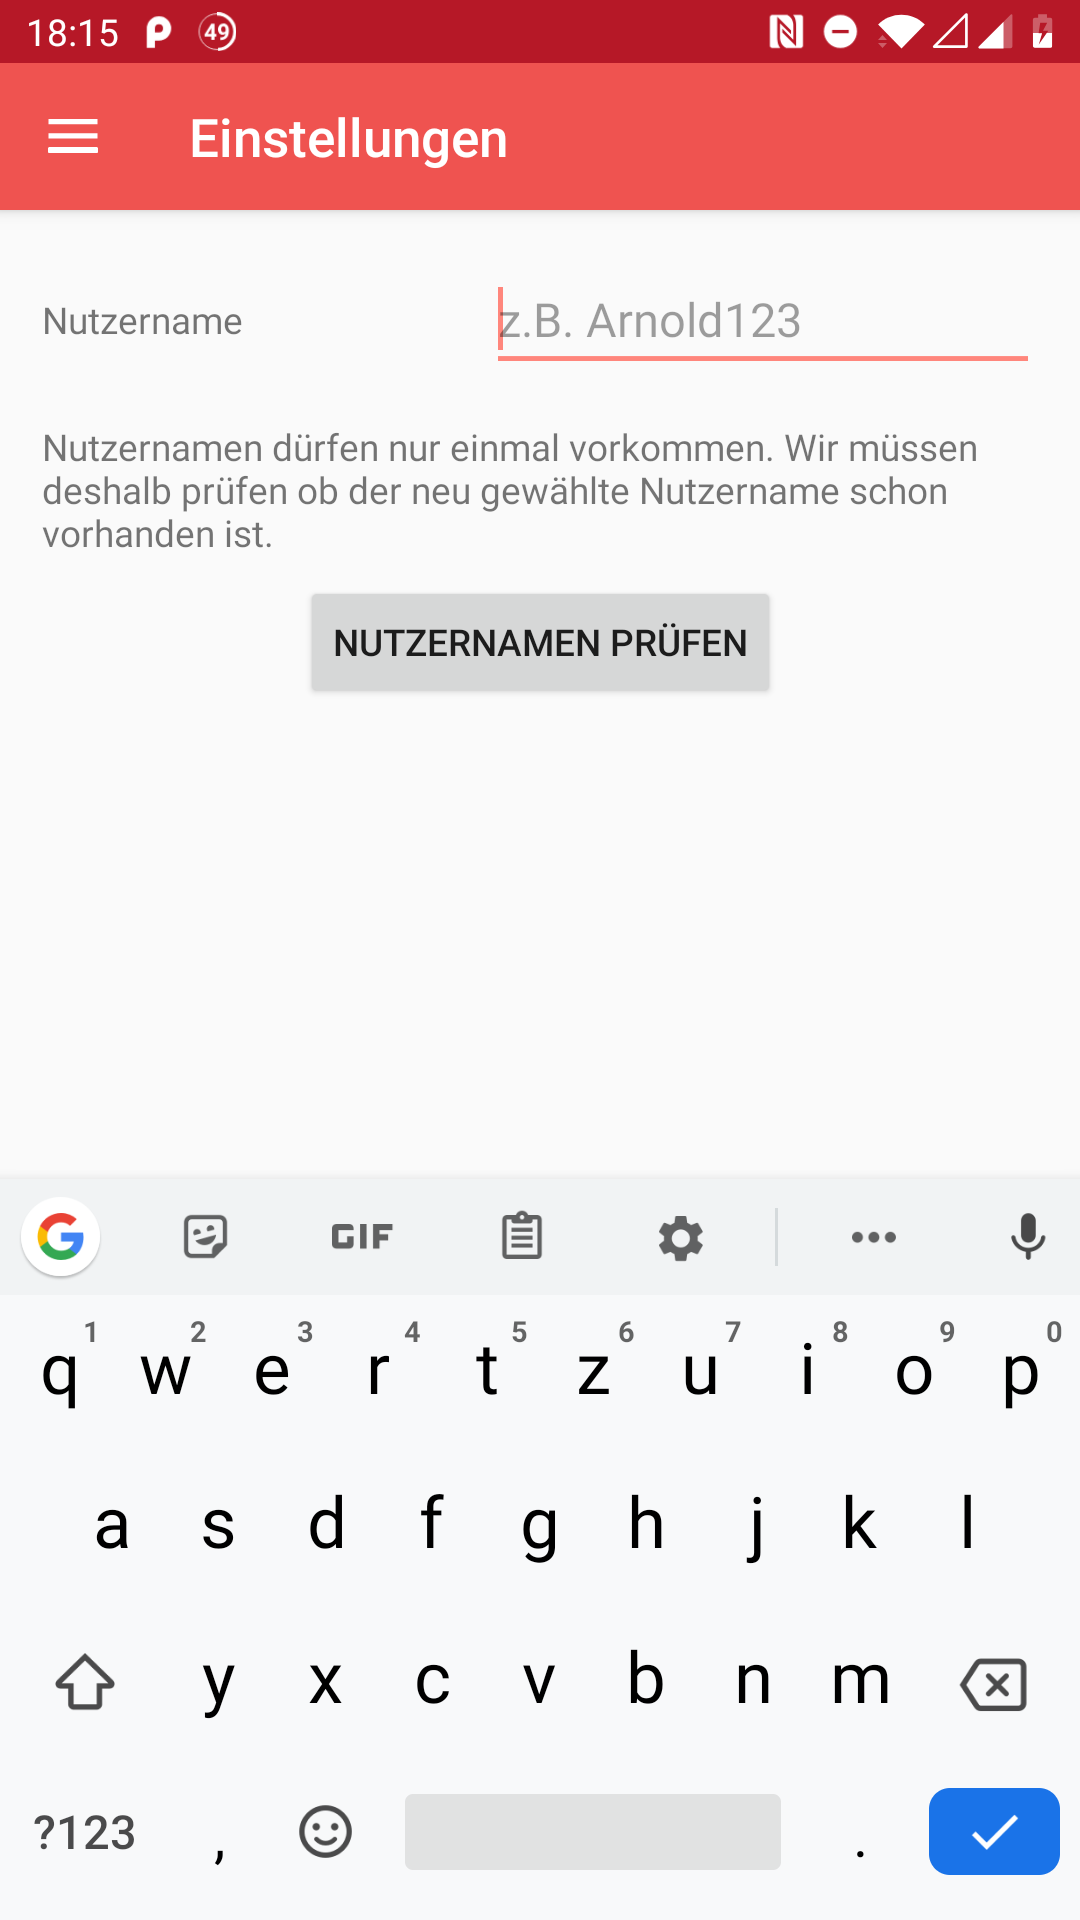 18:15 49
Einstellungen
Nutzername
z.B. Arnold123
Nutzernamen dürfen nur einmal vorkommen. Wir müssen
deshalb prüfen ob der neu gewählte Nutzername schon
vorhanden ist.
NUTZERNAMEN PRÜFEN
GIF
1 2 3 4 5 6 7 8 9 0
q w e r t z u i o p
a s d f g h j k l
y x c v b n m
?123 , .